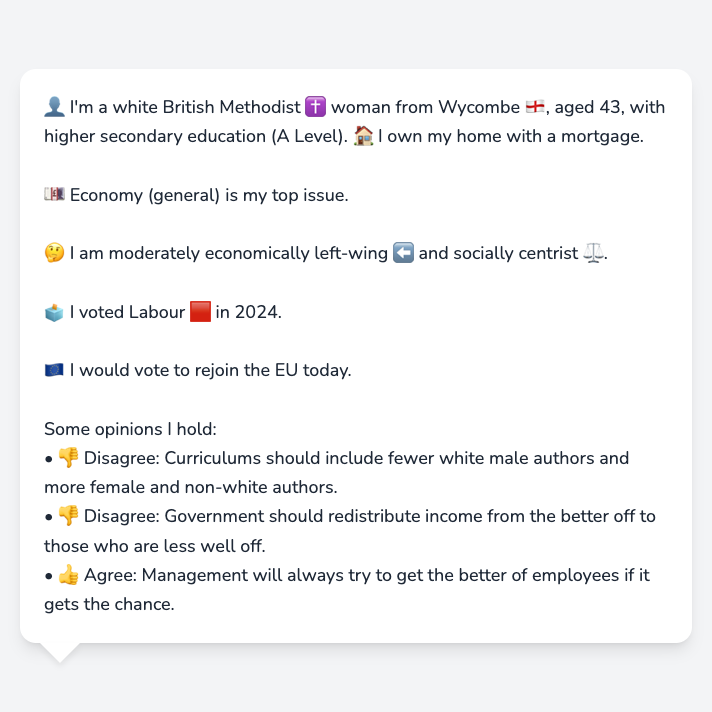 👤 I'm a white British Methodist ✝️ woman from Wycombe 🏴󠁧󠁢󠁥󠁮󠁧󠁿, aged 43, with
higher secondary education (A Level). 🏠 I own my home with a mortgage.
💷 Economy (general) is my top issue.
🤔 I am moderately economically left-wing ⬅️ and socially centrist ⚖️.
🗳️ I voted Labour 🟥 in 2024.
🇪🇺 I would vote to rejoin the EU today.
Some opinions I hold:
• 👎 Disagree: Curriculums should include fewer white male authors and
more female and non-white authors.
• 👎 Disagree: Government should redistribute income from the better off to
those who are less well off.
• 👍 Agree: Management will always try to get the better of employees if it
gets the chance.